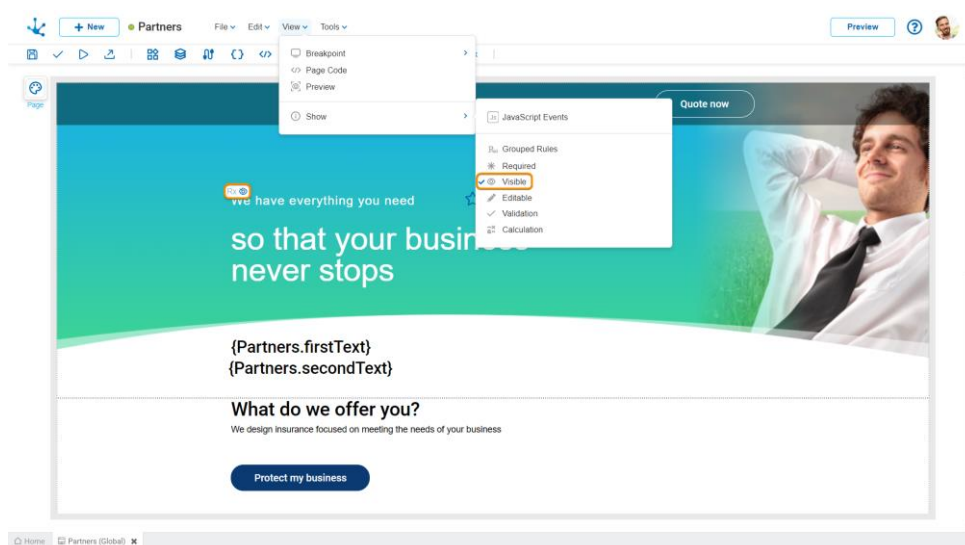 + New
Partners
File
Edit
View
Tools
Preview
?
Breakpoint
Page Code
Preview
Show
Page
Quote now
JavaScript Events
Grouped Rules
Required
Visible
Editable
Validation
Calculation
Rx
We have everything you need
so that your business
never stops
{Partners.firstText}
{Partners.secondText}
What do we offer you?
We design insurance focused on meeting the needs of your business
Protect my business
Home
Partners (Global)